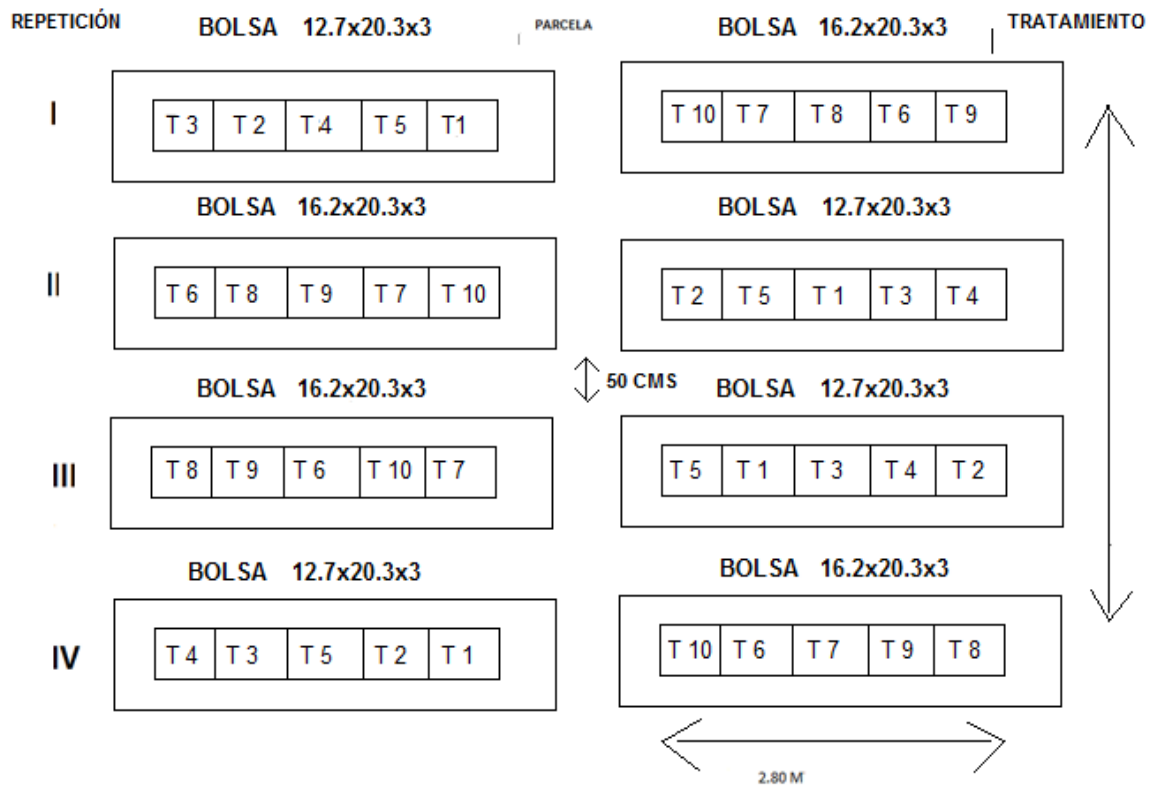 REPETICIÓN BOLSA 12.7x20.3x3 PARCELA BOLSA 16.2x20.3x3 TRATAMIENTO
I T 3 T 2 T 4 T 5 T1 T 10 T 7 T 8 T 6 T 9
BOLSA 16.2x20.3x3 BOLSA 12.7x20.3x3
II T 6 T 8 T 9 T 7 T 10 T 2 T 5 T 1 T 3 T 4
50 CMS
BOLSA 16.2x20.3x3 BOLSA 12.7x20.3x3
III T 8 T 9 T 6 T 10 T 7 T 5 T 1 T 3 T 4 T 2
BOLSA 12.7x20.3x3 BOLSA 16.2x20.3x3
IV T 4 T 3 T 5 T 2 T 1 T 10 T 6 T 7 T 9 T 8
2.80 M